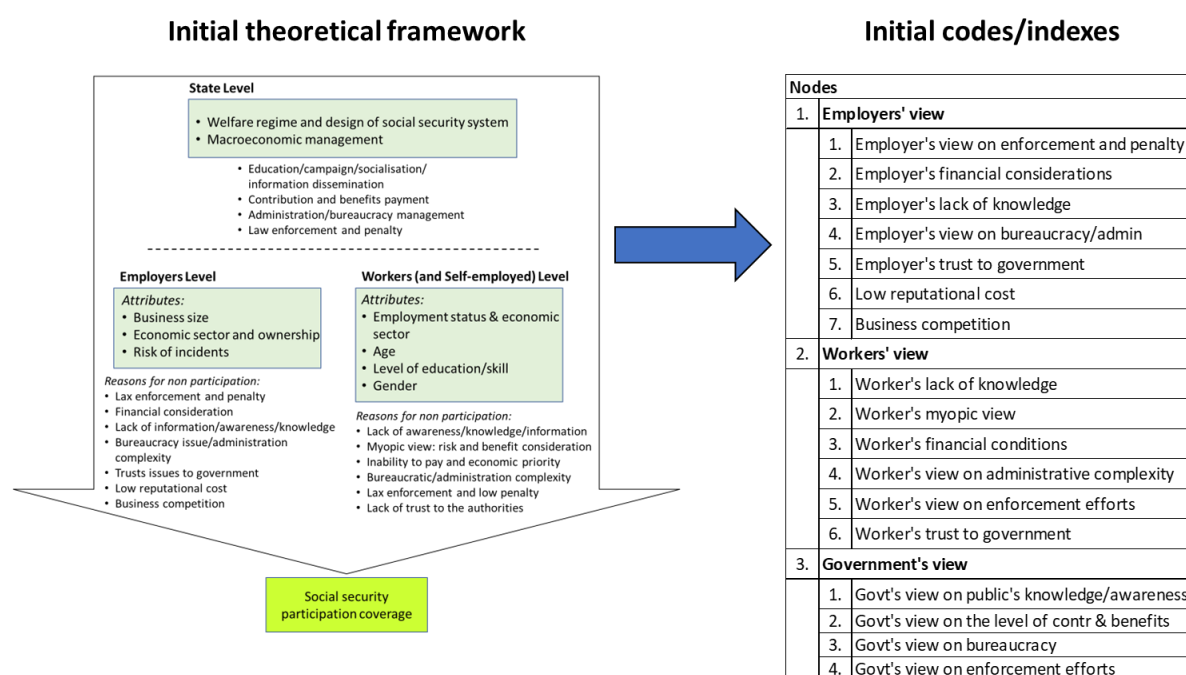 Initial theoretical framework
State Level
• Welfare regime and design of social security system
• Macroeconomic management
• Education/campaign/socialisation/
information dissemination
• Contribution and benefits payment
• Administration/bureaucracy management
• Law enforcement and penalty
Employers Level
Attributes:
• Business size
• Economic sector and ownership
• Risk of incidents
Reasons for non participation:
• Lax enforcement and penalty
• Financial consideration
• Lack of information/awareness/knowledge
• Bureaucracy issue/administration
complexity
• Trusts issues to government
• Low reputational cost
• Business competition
Workers (and Self-employed) Level
Attributes:
• Employment status & economic
sector
• Age
• Level of education/skill
• Gender
Reasons for non participation:
• Lack of awareness/knowledge/information
• Myopic view: risk and benefit consideration
• Inability to pay and economic priority
• Bureaucratic/administration complexity
• Lax enforcement and low penalty
• Lack of trust to the authorities
Social security
participation coverage
Initial codes/indexes
Nodes
1. Employers' view
1. Employer's view on enforcement and penalty
2. Employer's financial considerations
3. Employer's lack of knowledge
4. Employer's view on bureaucracy/admin
5. Employer's trust to government
6. Low reputational cost
7. Business competition
2. Workers' view
1. Worker's lack of knowledge
2. Worker's myopic view
3. Worker's financial conditions
4. Worker's view on administrative complexity
5. Worker's view on enforcement efforts
6. Worker's trust to government
3. Government's view
1. Govt's view on public's knowledge/awareness
2. Govt's view on the level of contr & benefits
3. Govt's view on bureaucracy
4. Govt's view on enforcement efforts